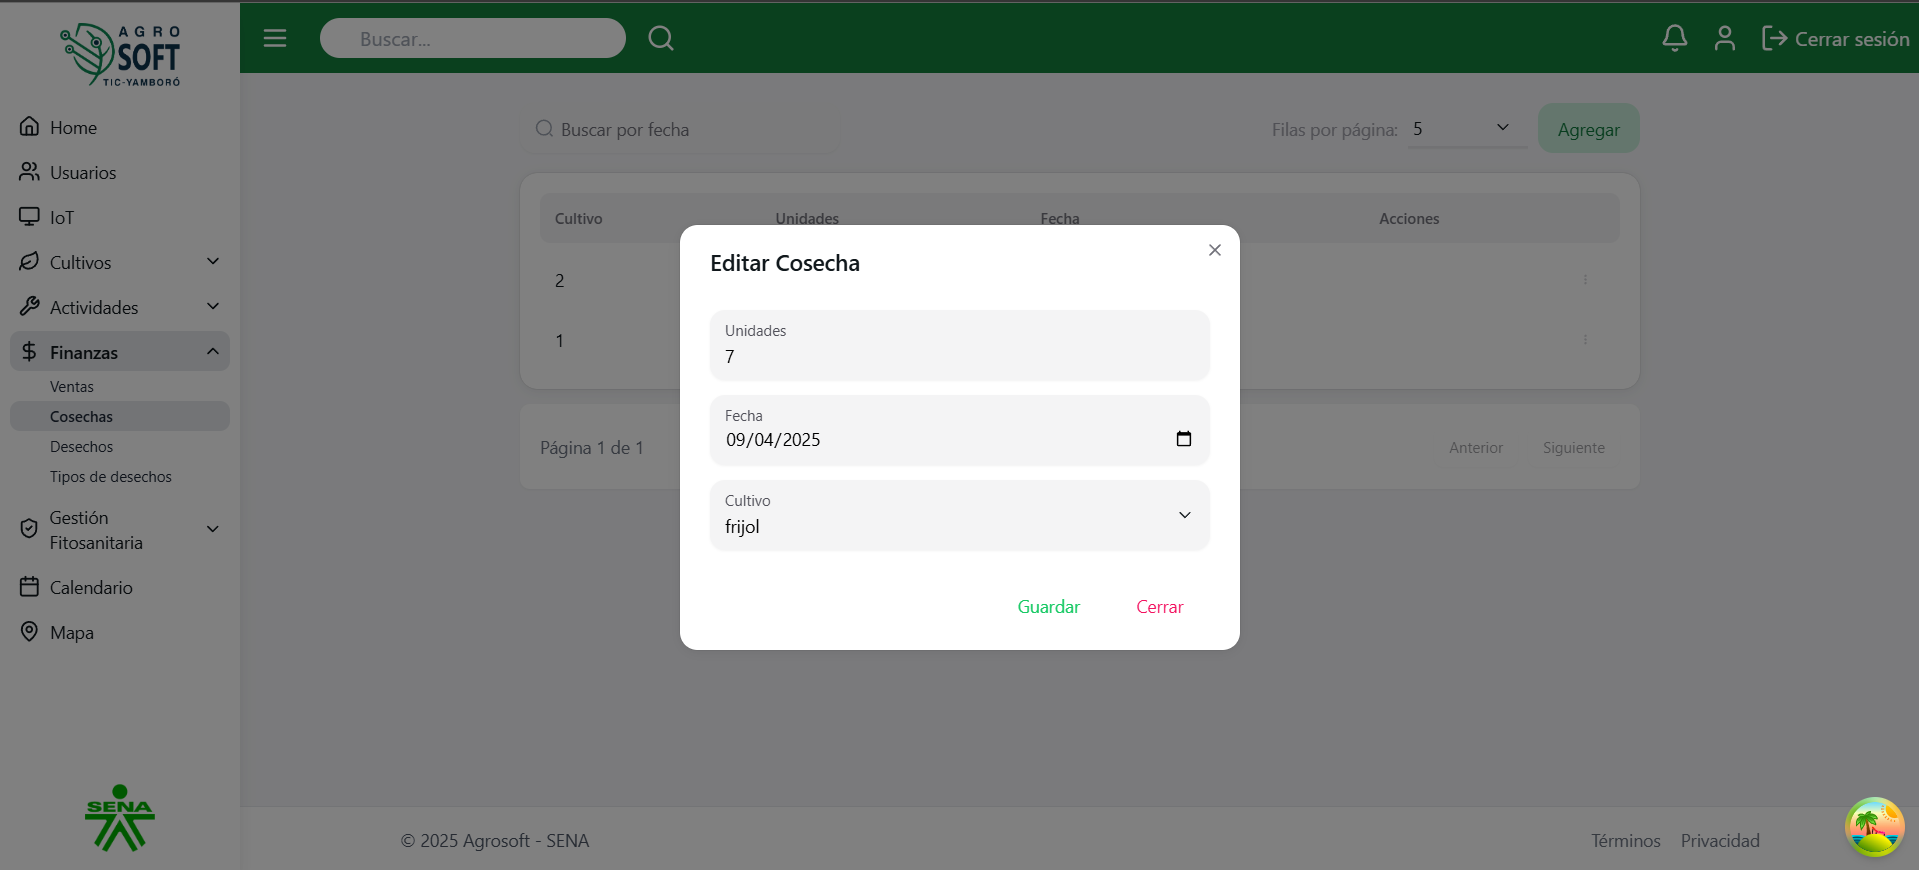 AGRO
SOFT
TIC-YAMBORÓ
Buscar...
Cerrar sesión
Home
Usuarios
IoT
Cultivos
Actividades
Finanzas
Ventas
Cosechas
Desechos
Tipos de desechos
Gestión
Fitosanitaria
Calendario
Mapa
SENA
Buscar por fecha
Filas por página: 5
Agregar
Cultivo Unidades Fecha Acciones
2
1
Página 1 de 1
Anterior Siguiente
Editar Cosecha
Unidades
7
Fecha
09/04/2025
Cultivo
frijol
Guardar Cerrar
© 2025 Agrosoft - SENA
Términos Privacidad